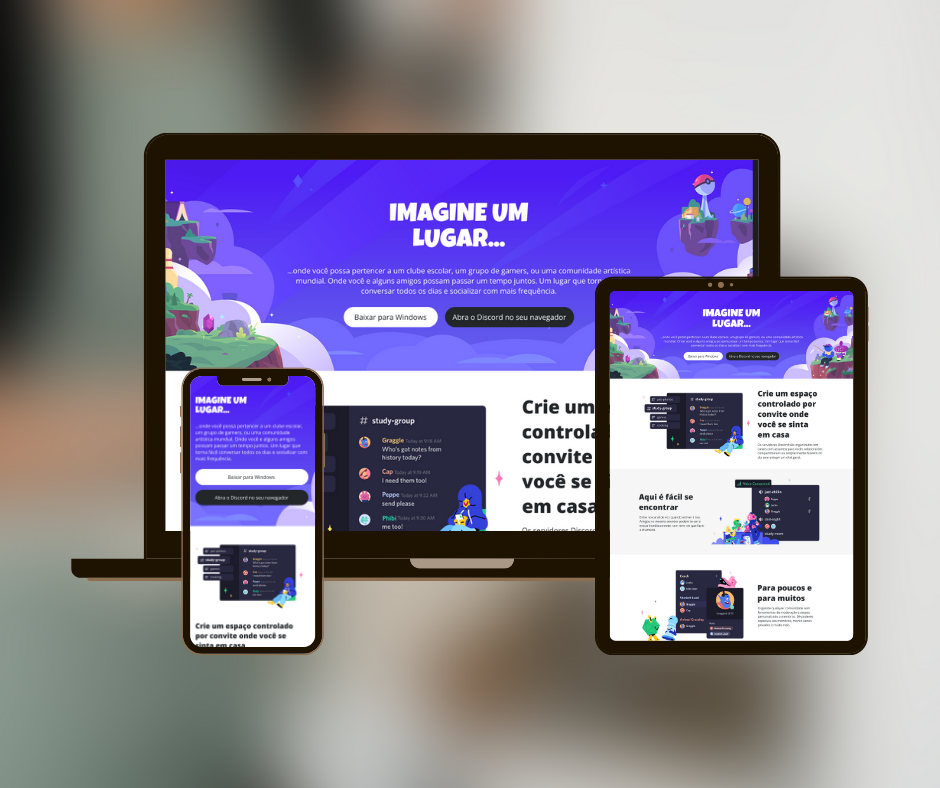 IMAGINE UM
LUGAR...
...onde você possa pertencer a um clube escolar, um grupo de gamers, ou uma comunidade artística
mundial. Onde você e alguns amigos possam passar um tempo juntos. Um lugar que torn
conversar todos os dias e socializar com mais frequência.
Baixar para Windows
Abra o Discord no seu navegador
study-group
Graggle Today at 9:18 AM
Who's got notes from
history today?
Cap Today at 9:19 AM
I need them too!
Peppe Today at 9:22 AM
send please
Phibi Today at 9:30 AM
me too!
Crie um
controla
convite
você se
em casa
Os servidores Discord
IMAGINE UM
LUGAR...
...onde você possa pertencer a um clube escolar,
um grupo de gamers, ou uma comunidade
artística mundial. Onde você e alguns amigos
possam passar um tempo juntos. Um lugar que
torna fácil conversar todos os dias e socializar com
mais frequência.
Baixar para Windows
Abra o Discord no seu navegador
study-group
study-group
Crie um espaço controlado
por convite onde você se
sinta em casa
IMAGINE UM
LUGAR...
Baixar para Windows
Abra o Discord no seu navegador
study-group
study-group
Crie um espaço
controlado por
convite onde
você se sinta
em casa
Aqui é fácil se
encontrar
Para poucos e
para muitos